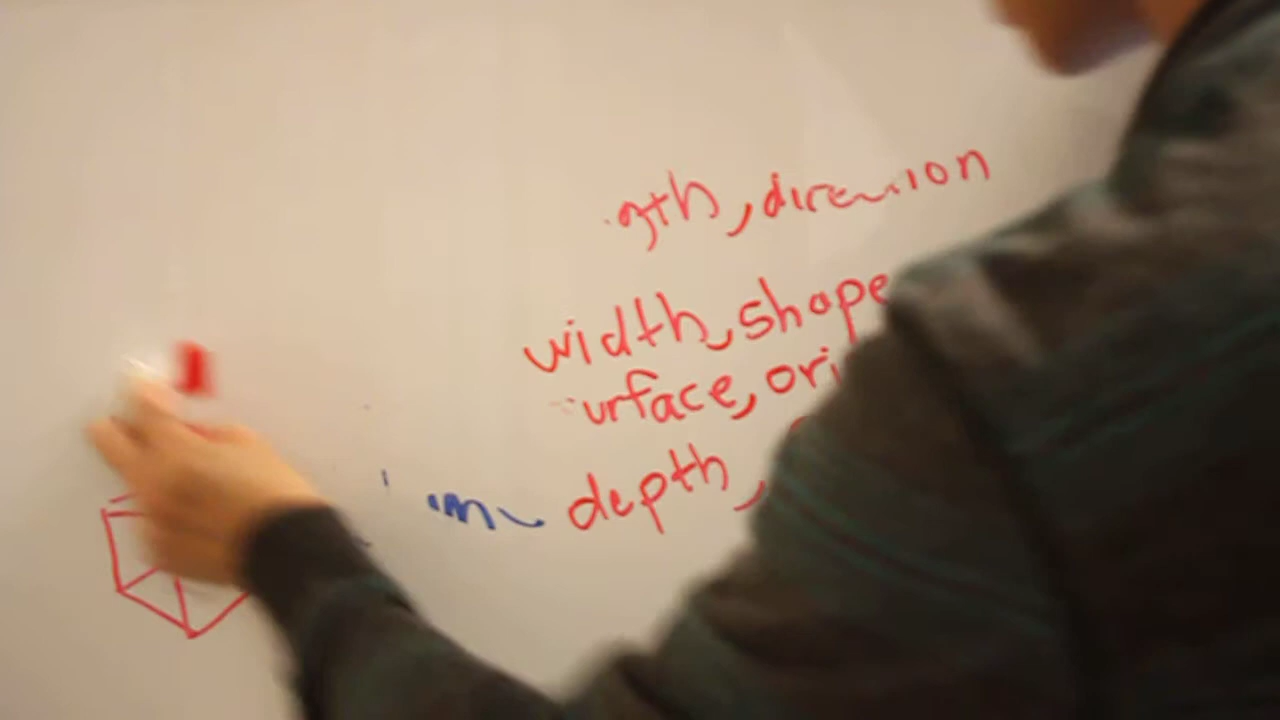 gth, direction
width, shape
urface, ori
depth,